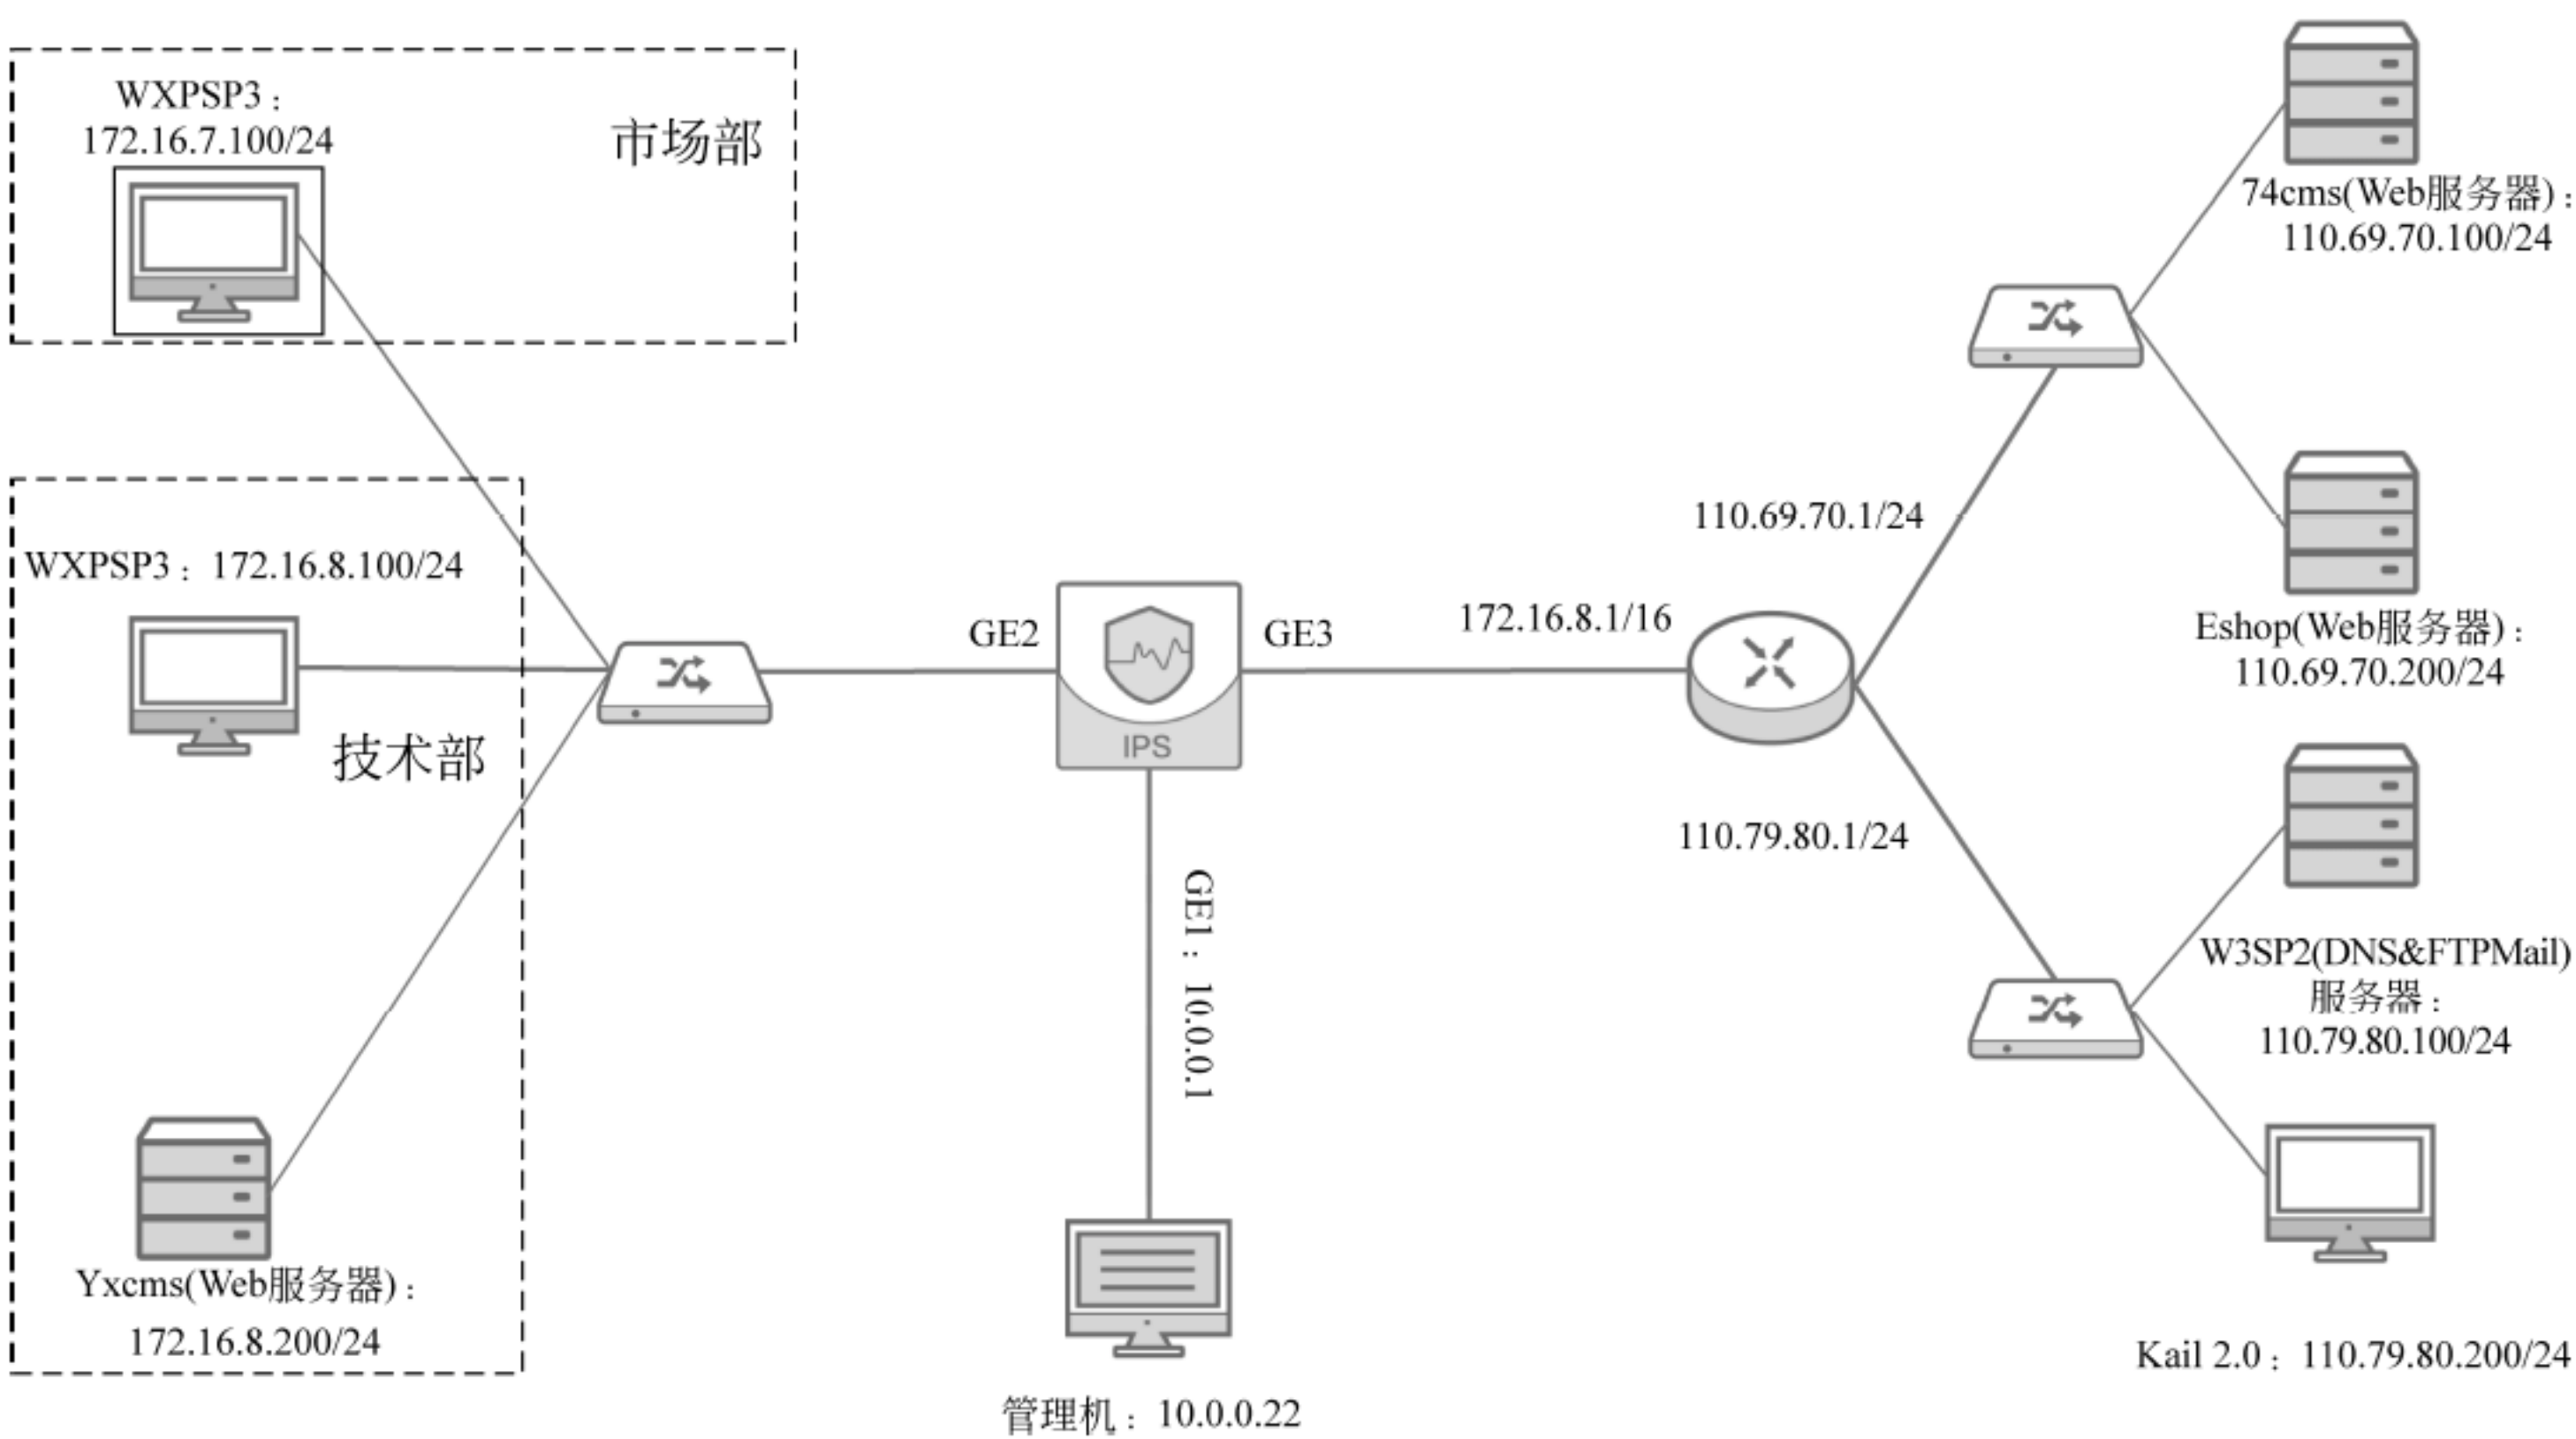 WXPSP3：
172.16.7.100/24
市场部
WXPSP3：172.16.8.100/24
技术部
Yxcms(Web服务器)：
172.16.8.200/24
GE2
IPS
GE3
GE1：10.0.0.1
管理机：10.0.0.22
172.16.8.1/16
110.69.70.1/24
110.79.80.1/24
74cms(Web服务器)：
110.69.70.100/24
Eshop(Web服务器)：
110.69.70.200/24
W3SP2(DNS&FTPMail)
服务器：
110.79.80.100/24
Kail 2.0：110.79.80.200/24